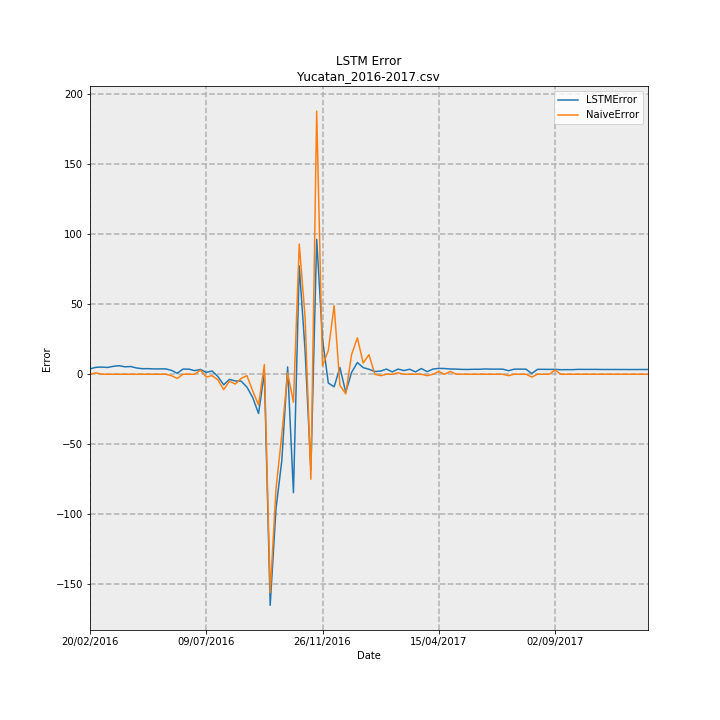 LSTM Error
Yucatan_2016-2017.csv
LSTMError
NaiveError
200
150
100
50
0
−50
−100
−150
Error
20/02/2016
09/07/2016
26/11/2016
15/04/2017
02/09/2017
Date